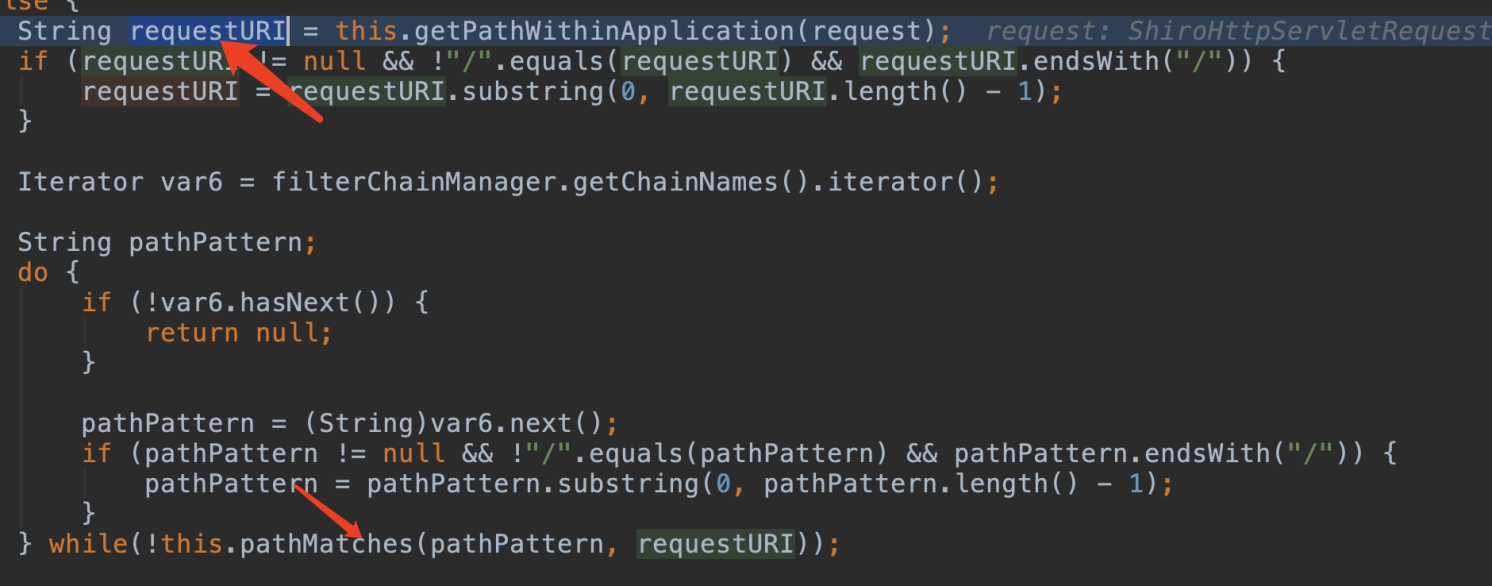 else {
String requestURI = this.getPathWithinApplication(request); request: ShiroHttpServletRequest
if (requestURI != null && !"/".equals(requestURI) && requestURI.endsWith("/")) {
requestURI = requestURI.substring(0, requestURI.length() - 1);
}
Iterator var6 = filterChainManager.getChainNames().iterator();
String pathPattern;
do {
if (!var6.hasNext()) {
return null;
}
pathPattern = (String)var6.next();
if (pathPattern != null && !"/".equals(pathPattern) && pathPattern.endsWith("/")) {
pathPattern = pathPattern.substring(0, pathPattern.length() - 1);
}
} while(!this.pathMatches(pathPattern, requestURI));